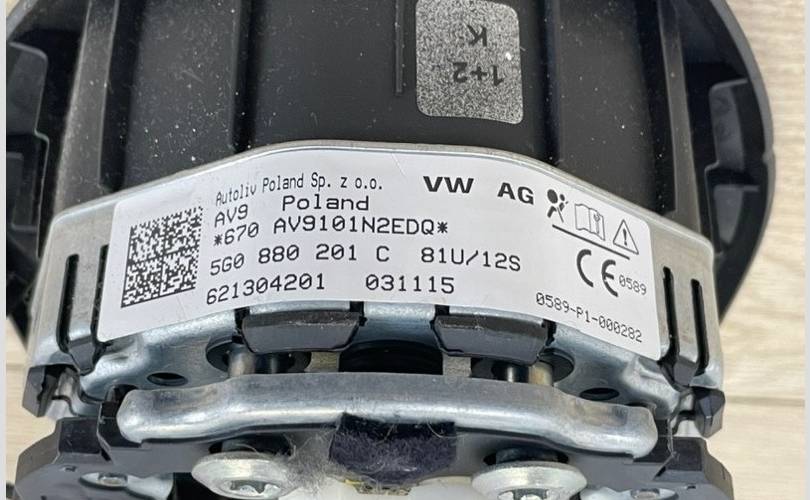 1+2
K
Autoliv Poland Sp. z o.o.
VW AG
AV9 Poland
*670 AV9101N2EDQ*
5G0 880 201 C 81U/12S
621304201 031115
CE 0589
0589-P1-000282